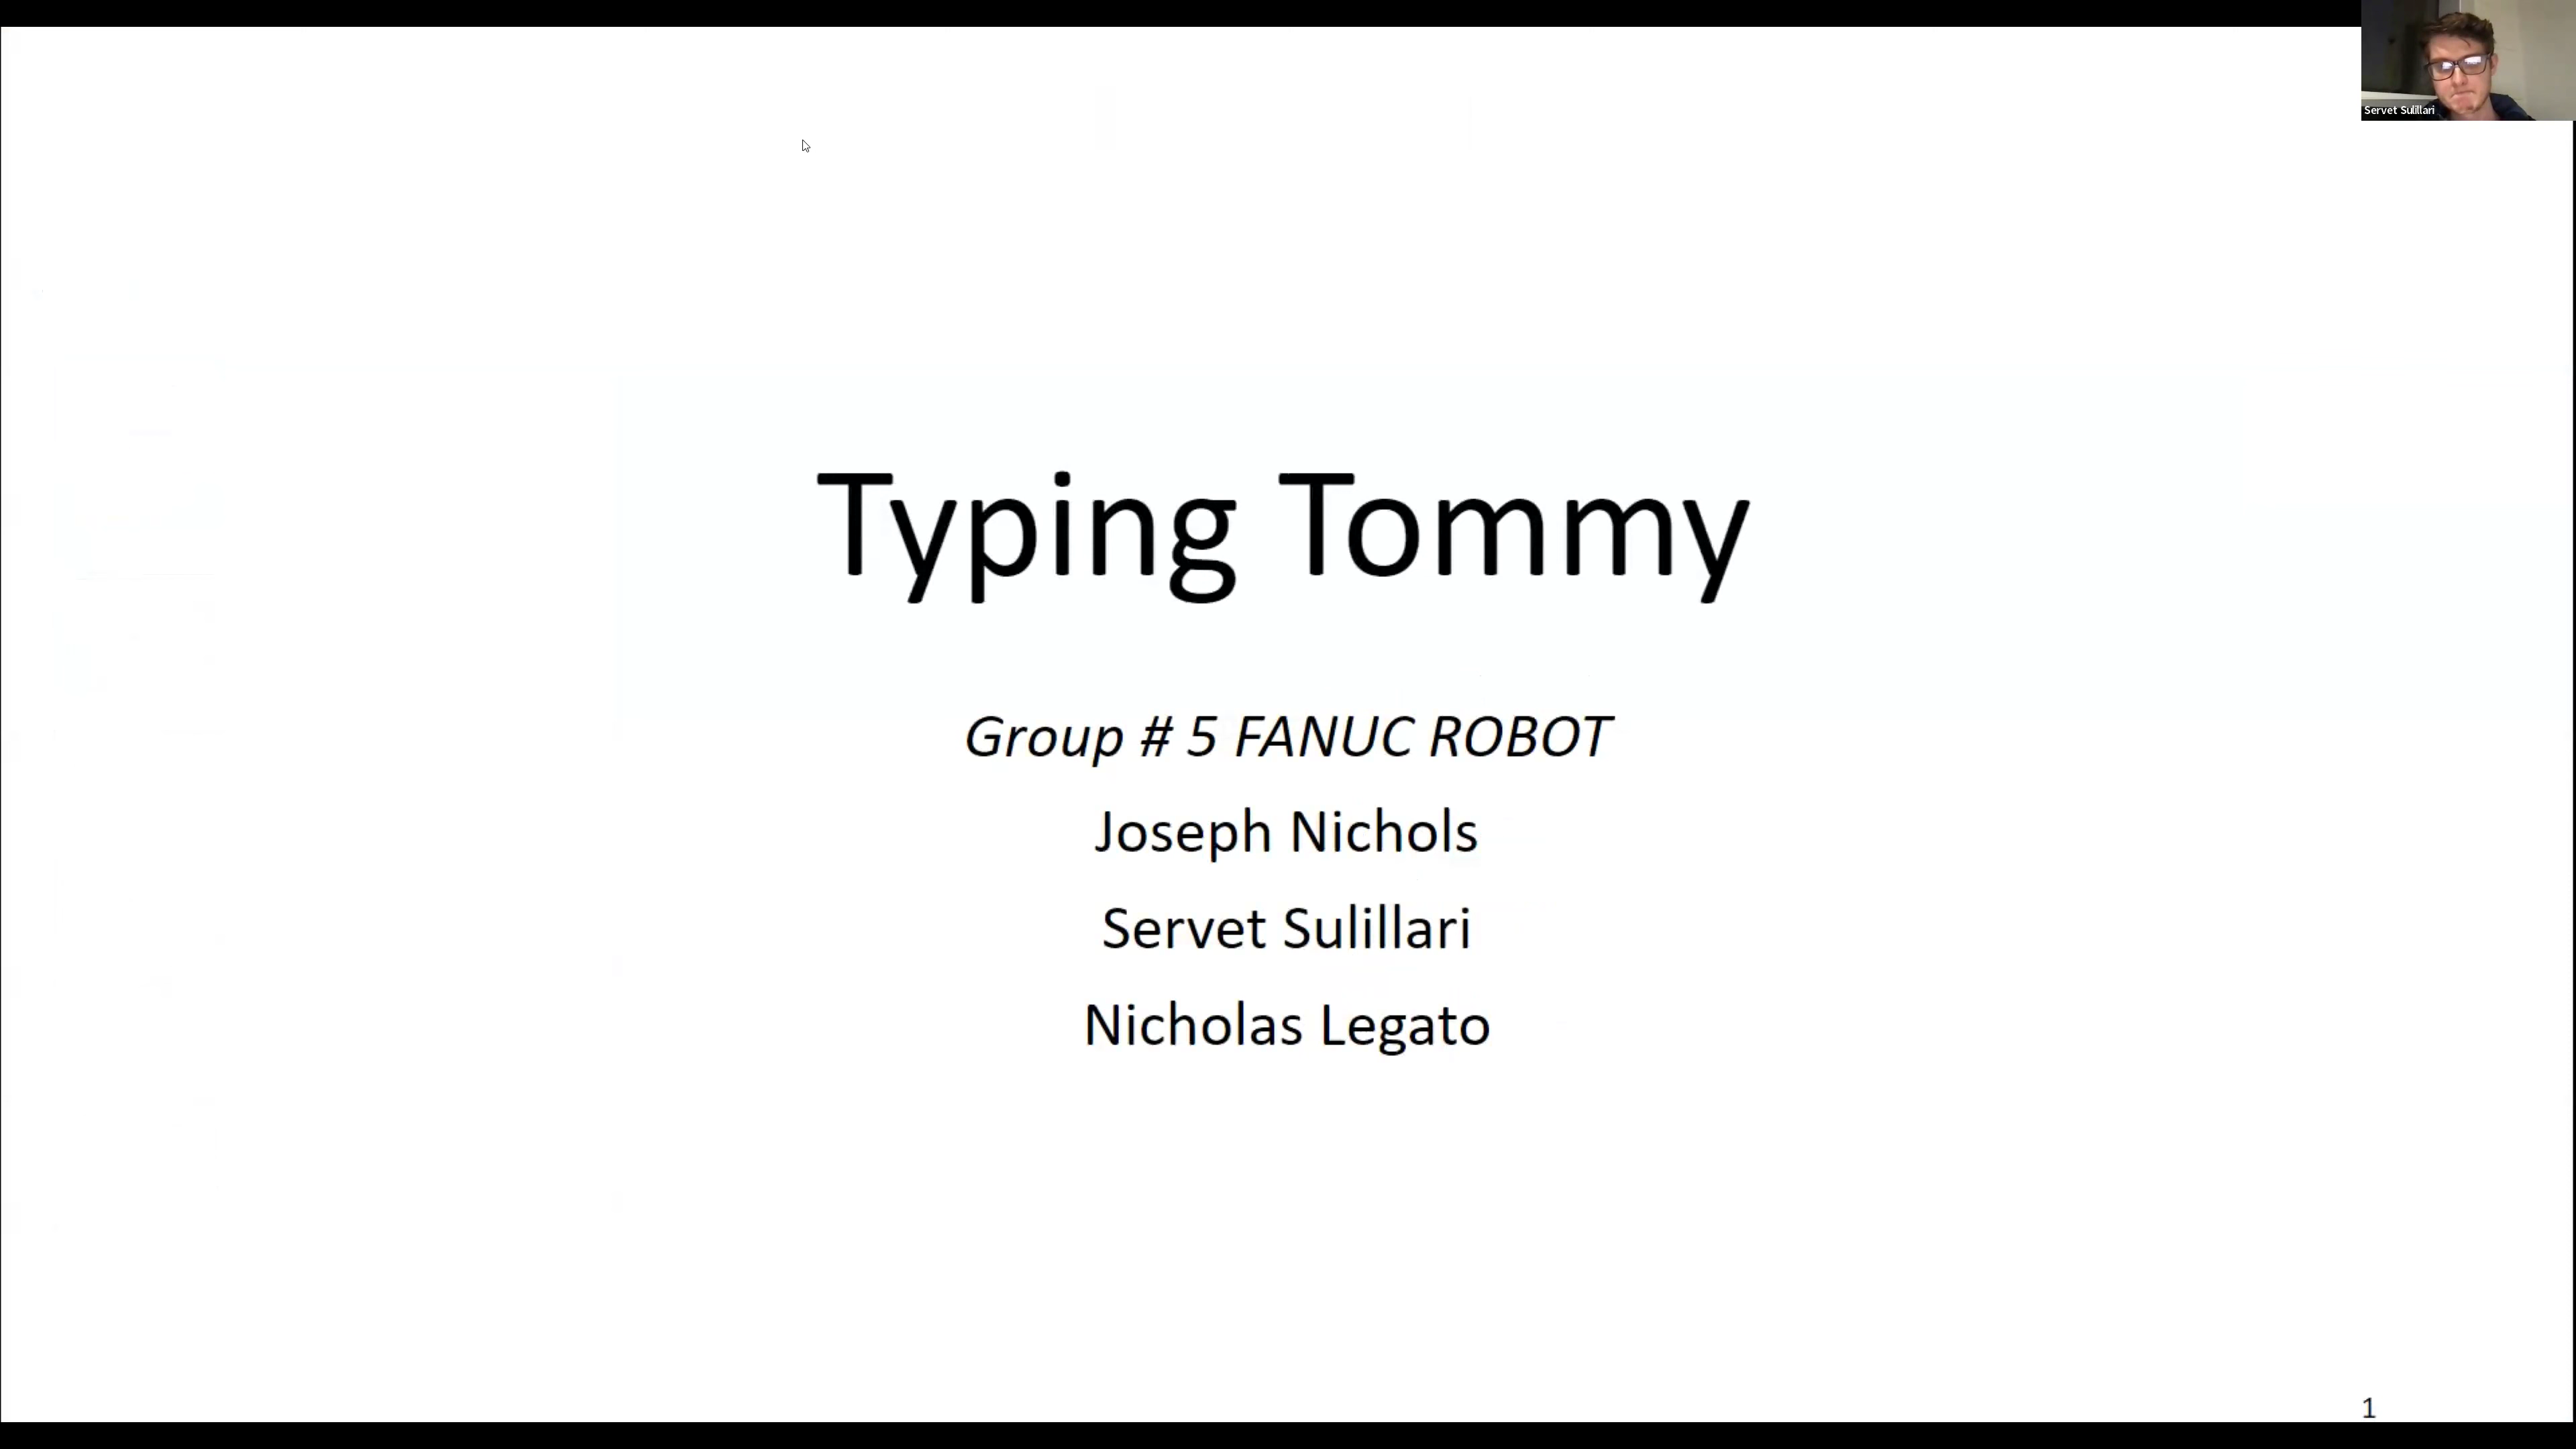 Servet Sulillari
Typing Tommy
Group # 5 FANUC ROBOT
Joseph Nichols
Servet Sulillari
Nicholas Legato
1